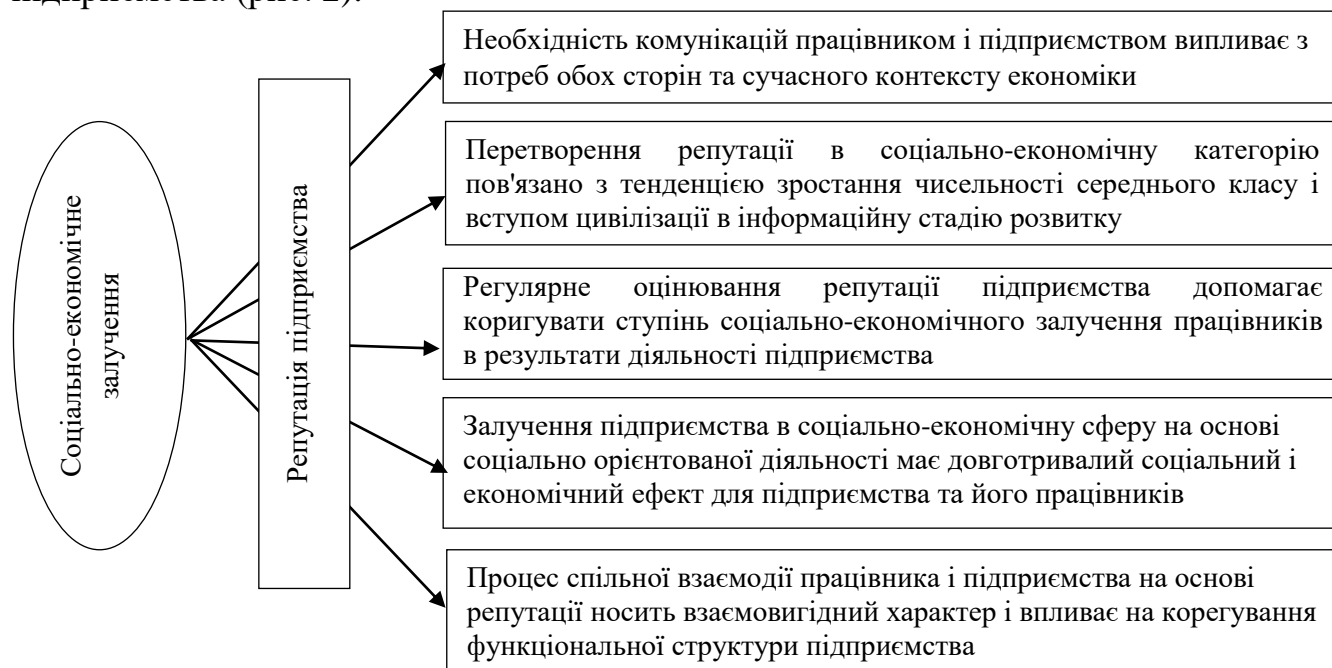 (рис. 2).
Соціально-економічне
залучення
Репутація підприємства
Необхідність комунікацій працівником і підприємством випливає з
потреб обох сторін та сучасного контексту економіки
Перетворення репутації в соціально-економічну категорію
пов'язано з тенденцією зростання чисельності середнього класу і
вступом цивілізації в інформаційну стадію розвитку
Регулярне оцінювання репутації підприємства допомагає
коригувати ступінь соціально-економічного залучення працівників
в результати діяльності підприємства
Залучення підприємства в соціально-економічну сферу на основі
соціально орієнтованої діяльності має довготривалий соціальний і
економічний ефект для підприємства та його працівників
Процес спільної взаємодії працівника і підприємства на основі
репутації носить взаємовигідний характер і впливає на корегування
функціональної структури підприємства